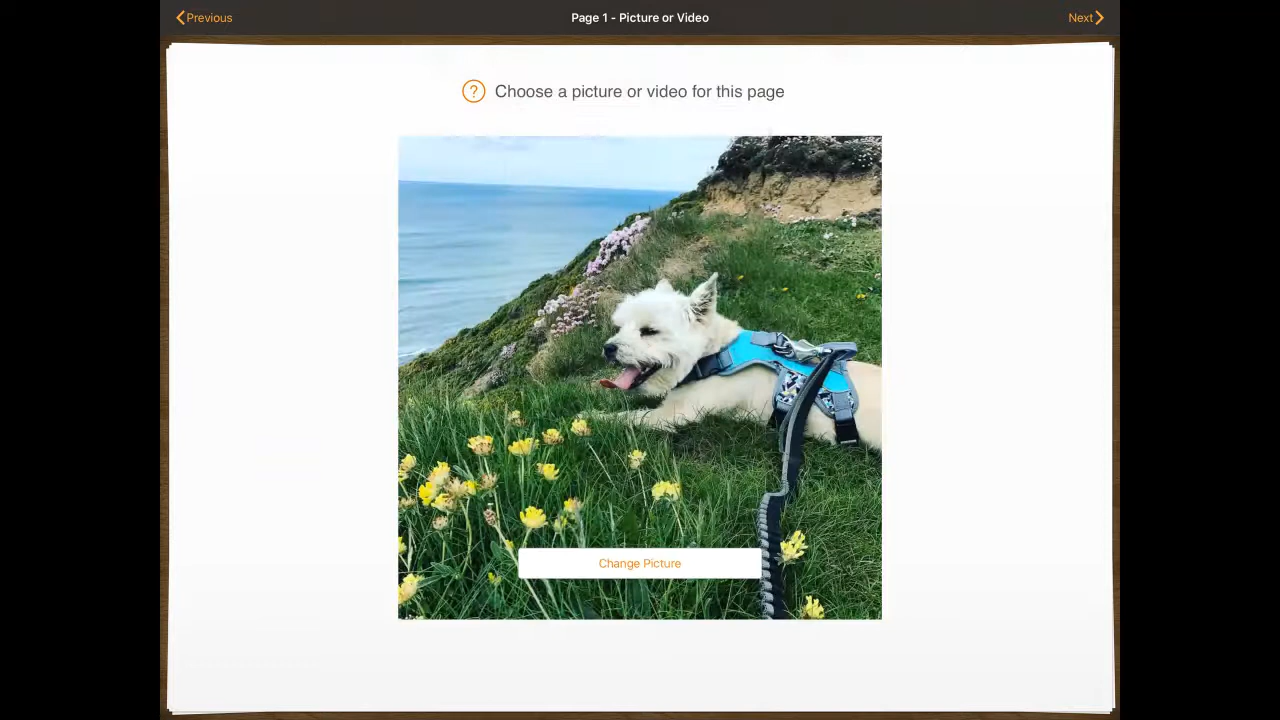 Previous
Page 1 - Picture or Video
Next
? Choose a picture or video for this page
Change Picture